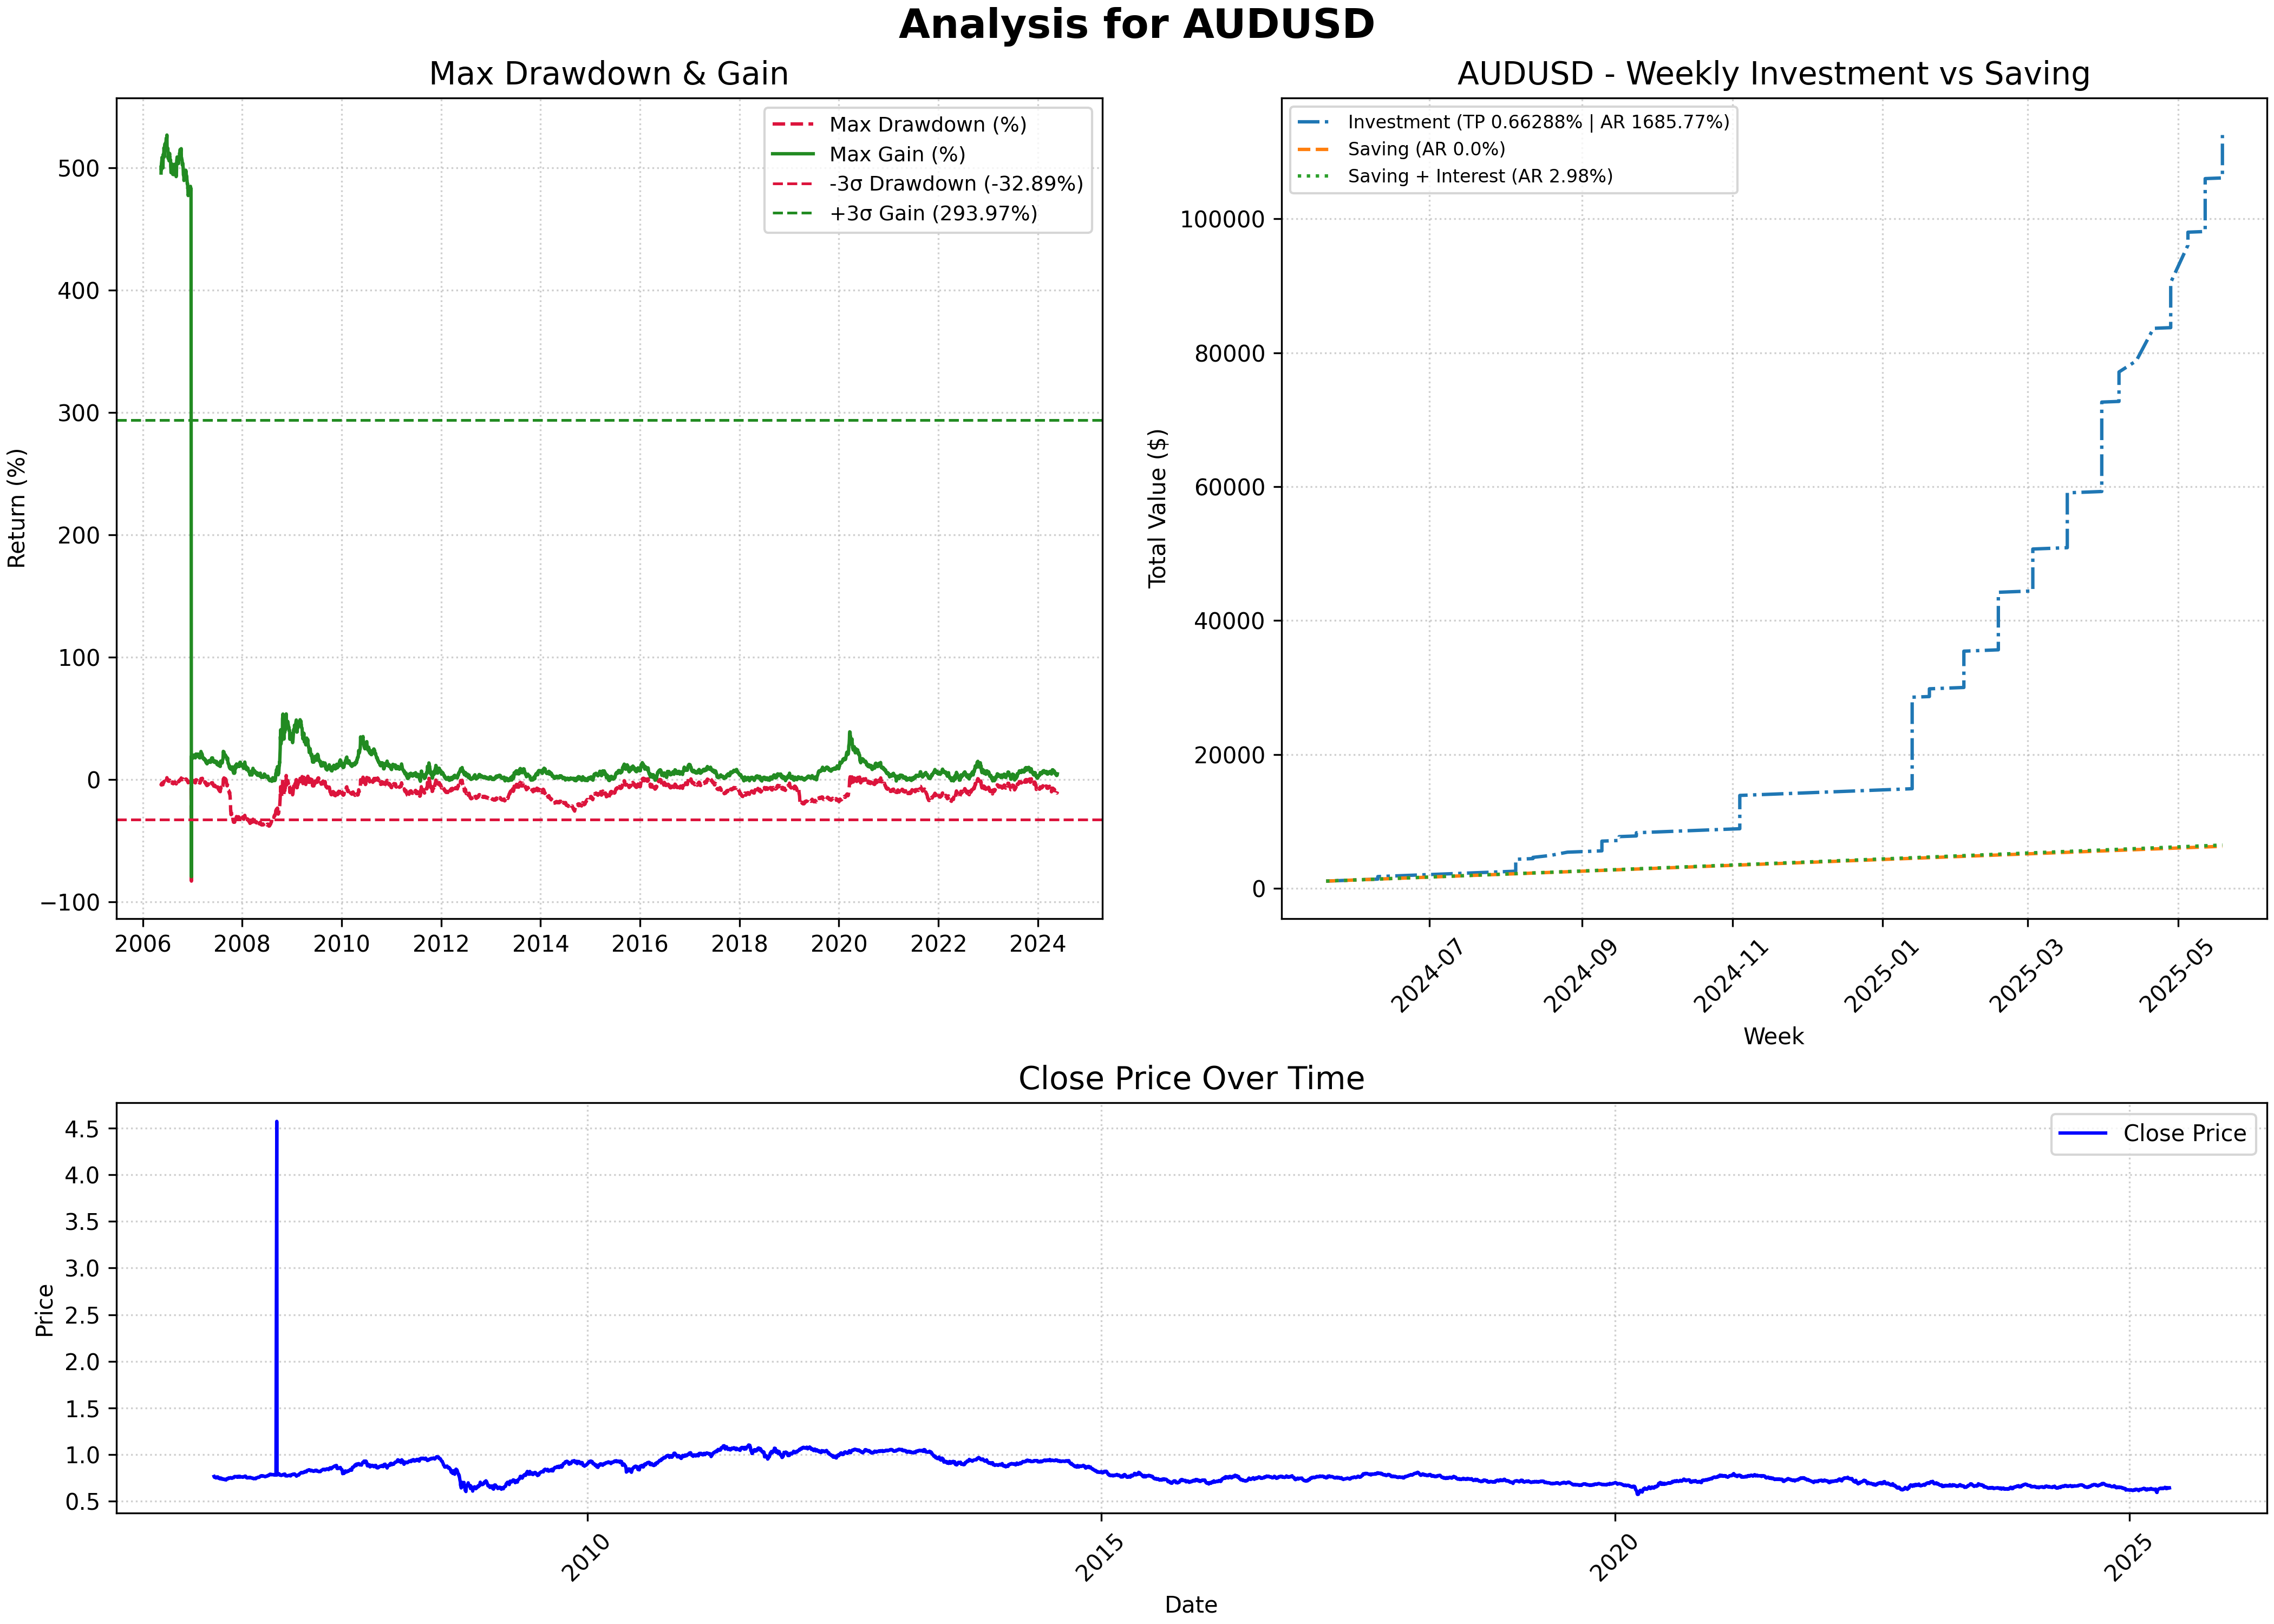 Analysis for AUDUSD
Max Drawdown & Gain
Return (%)
500
400
300
200
100
0
−100
2006 2008 2010 2012 2014 2016 2018 2020 2022 2024
Max Drawdown (%)
Max Gain (%)
-3σ Drawdown (-32.89%)
+3σ Gain (293.97%)
AUDUSD - Weekly Investment vs Saving
Total Value ($)
100000
80000
60000
40000
20000
0
Investment (TP 0.66288% | AR 1685.77%)
Saving (AR 0.0%)
Saving + Interest (AR 2.98%)
2024-07 2024-09 2024-11 2025-01 2025-03 2025-05
Week
Close Price Over Time
Price
4.5
4.0
3.5
3.0
2.5
2.0
1.5
1.0
0.5
Close Price
2010 2015 2020 2025
Date